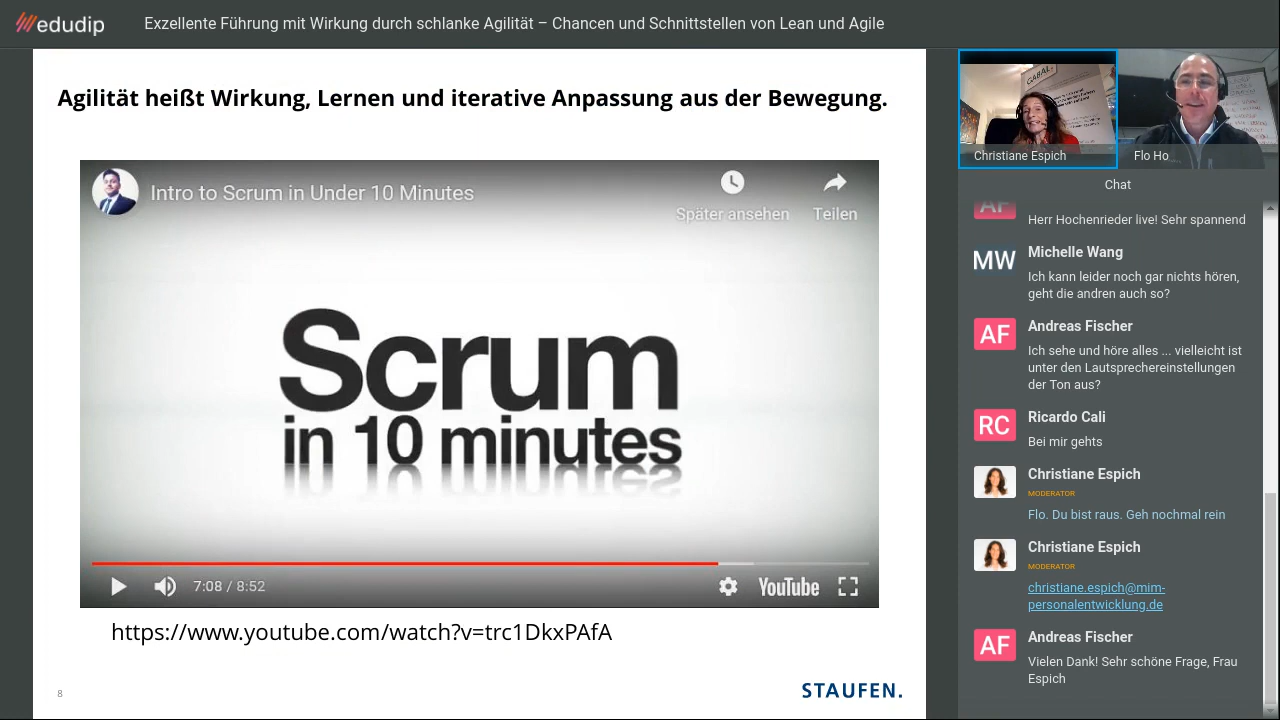 edudip
Exzellente Führung mit Wirkung durch schlanke Agilität – Chancen und Schnittstellen von Lean und Agile
Agilität heißt Wirkung, Lernen und iterative Anpassung aus der Bewegung.
Intro to Scrum in Under 10 Minutes
Später ansehen
Teilen
Scrum
in 10 minutes
7:08 / 8:52
YouTube
https://www.youtube.com/watch?v=trc1DkxPAfA
8
STAUFEN.
GABAL
Christiane Espich
Flo Ho
Chat
AF
Herr Hochenrieder live! Sehr spannend
MW
Michelle Wang
Ich kann leider noch gar nichts hören,
geht die andren auch so?
AF
Andreas Fischer
Ich sehe und höre alles ... vielleicht ist
unter den Lautsprechereinstellungen
der Ton aus?
RC
Ricardo Cali
Bei mir gehts
Christiane Espich
MODERATOR
Flo. Du bist raus. Geh nochmal rein
Christiane Espich
MODERATOR
christiane.espich@mim-
personalentwicklung.de
AF
Andreas Fischer
Vielen Dank! Sehr schöne Frage, Frau
Espich